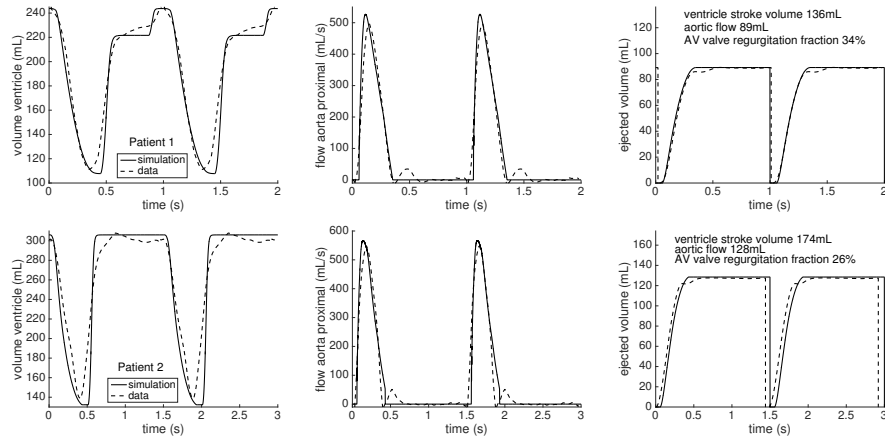 240
220
200
180
160
140
120
100
volume ventricle (mL)
Patient 1
simulation
data
0 0.5 1 1.5 2
time (s)
500
400
300
200
100
0
flow aorta proximal (mL/s)
0 0.5 1 1.5 2
time (s)
ventricle stroke volume 136mL
aortic flow 89mL
AV valve regurgitation fraction 34%
120
100
80
60
40
20
0
ejected volume (mL)
0 0.5 1 1.5 2
time (s)
300
280
260
240
220
200
180
160
140
volume ventricle (mL)
Patient 2
simulation
data
0 0.5 1 1.5 2 2.5 3
time (s)
600
500
400
300
200
100
0
flow aorta proximal (mL/s)
0 0.5 1 1.5 2 2.5 3
time (s)
ventricle stroke volume 174mL
aortic flow 128mL
AV valve regurgitation fraction 26%
160
140
120
100
80
60
40
20
0
ejected volume (mL)
0 0.5 1 1.5 2 2.5 3
time (s)